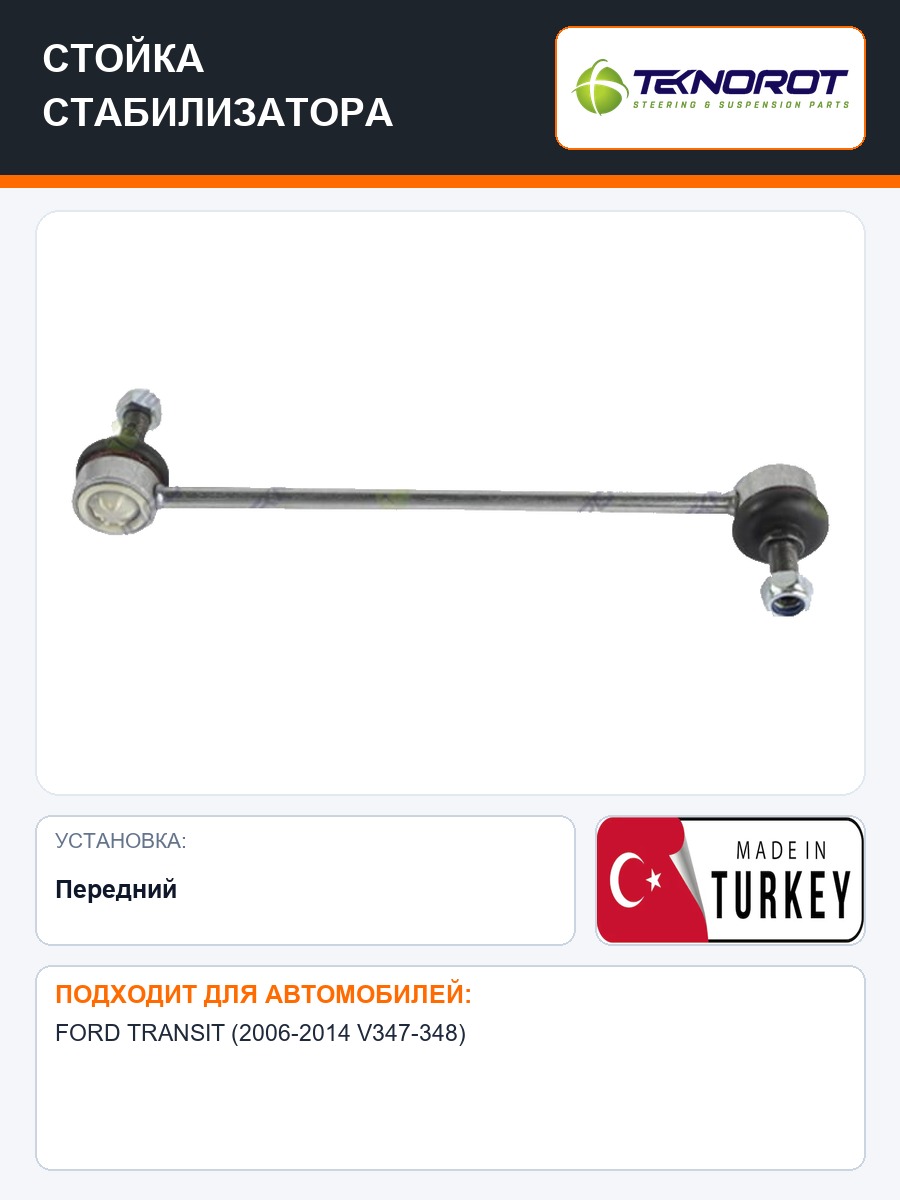 СТОЙКА
СТАБИЛИЗАТОРА
TEKNOROT
STEERING & SUSPENSION PARTS
УСТАНОВКА:
Передний
MADE IN
TURKEY
ПОДХОДИТ ДЛЯ АВТОМОБИЛЕЙ:
FORD TRANSIT (2006-2014 V347-348)